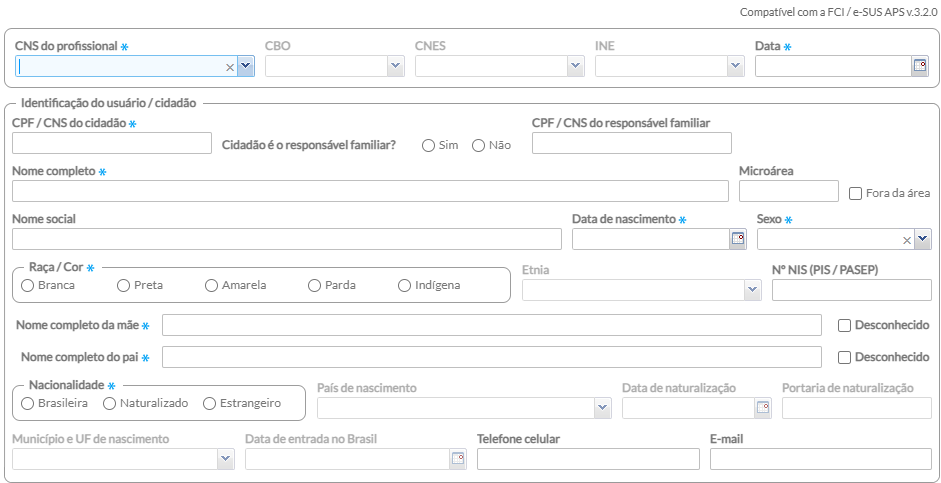 Compatível com a FCI / e-SUS APS v.3.2.0
CNS do profissional * CBO CNES INE Data *
Identificação do usuário / cidadão
CPF / CNS do cidadão * CPF / CNS do responsável familiar
Cidadão é o responsável familiar? Sim Não
Nome completo * Microárea
Fora da área
Nome social Data de nascimento * Sexo *
Raça / Cor * Etnia Nº NIS (PIS / PASEP)
Branca Preta Amarela Parda Indígena
Nome completo da mãe * Desconhecido
Nome completo do pai * Desconhecido
Nacionalidade * País de nascimento Data de naturalização Portaria de naturalização
Brasileira Naturalizado Estrangeiro
Município e UF de nascimento Data de entrada no Brasil Telefone celular E-mail